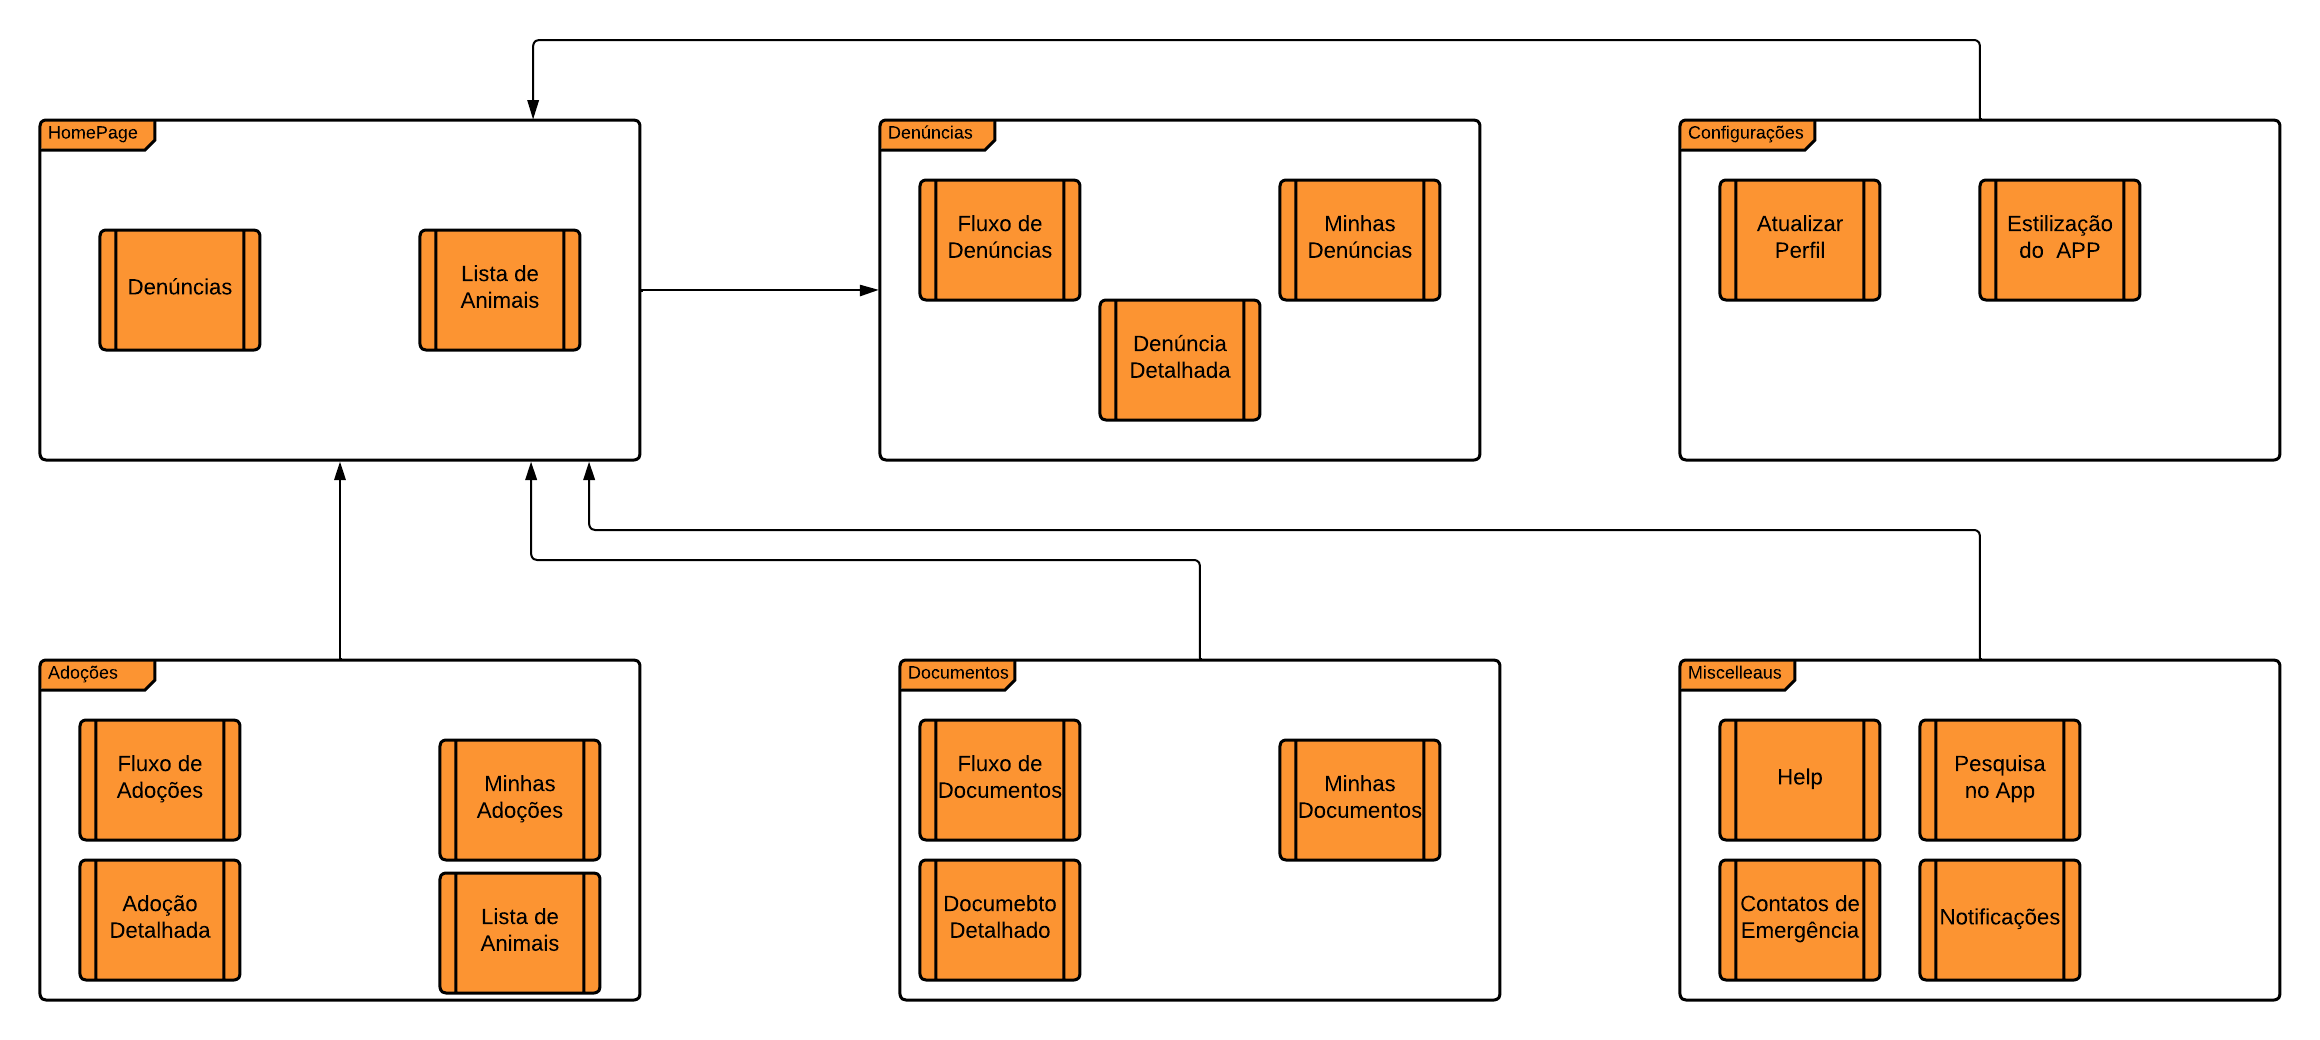 HomePage
Denúncias
Lista de
Animais
Denúncias
Fluxo de
Denúncias
Minhas
Denúncias
Denúncia
Detalhada
Configurações
Atualizar
Perfil
Estilização
do  APP
Adoções
Fluxo de
Adoções
Minhas
Adoções
Adoção
Detalhada
Lista de
Animais
Documentos
Fluxo de
Documentos
Minhas
Documentos
Documebto
Detalhado
Miscelleaus
Help
Pesquisa
no App
Contatos de
Emergência
Notificações